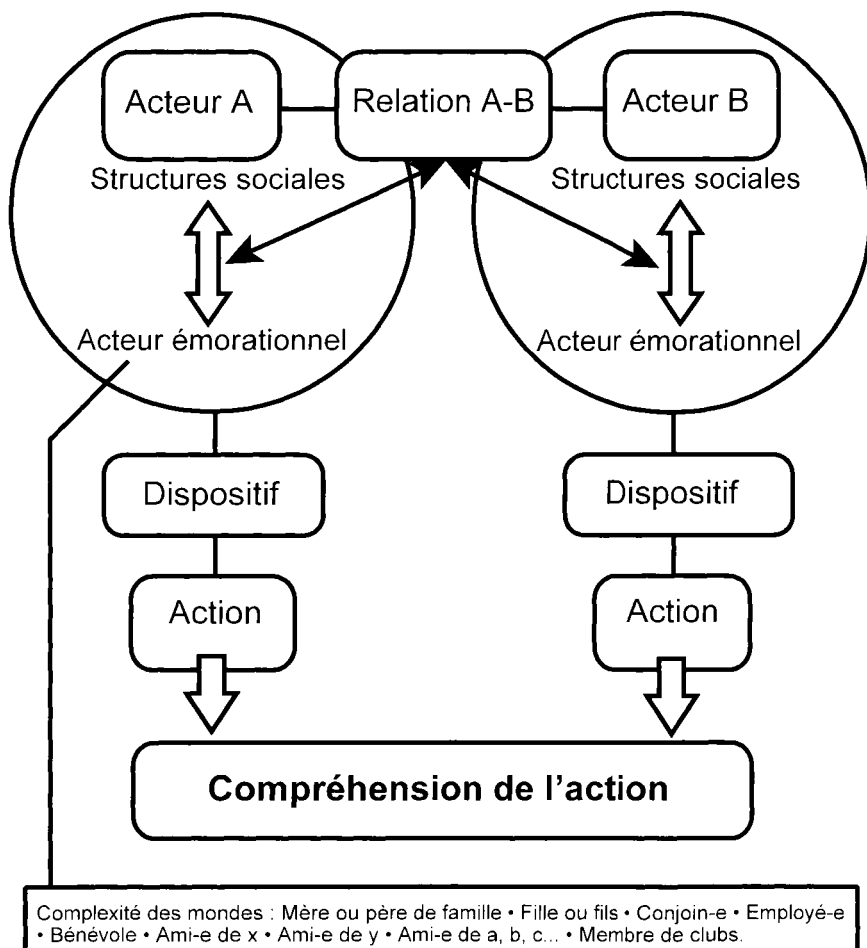 Acteur A
Relation A-B
Acteur B
Structures sociales
Structures sociales
Acteur émorationnel
Acteur émorationnel
Dispositif
Dispositif
Action
Action
Compréhension de l'action
Complexité des mondes : Mère ou père de famille • Fille ou fils • Conjoin-e • Employé-e
• Bénévole • Ami-e de x • Ami-e de y • Ami-e de a, b, c... • Membre de clubs.